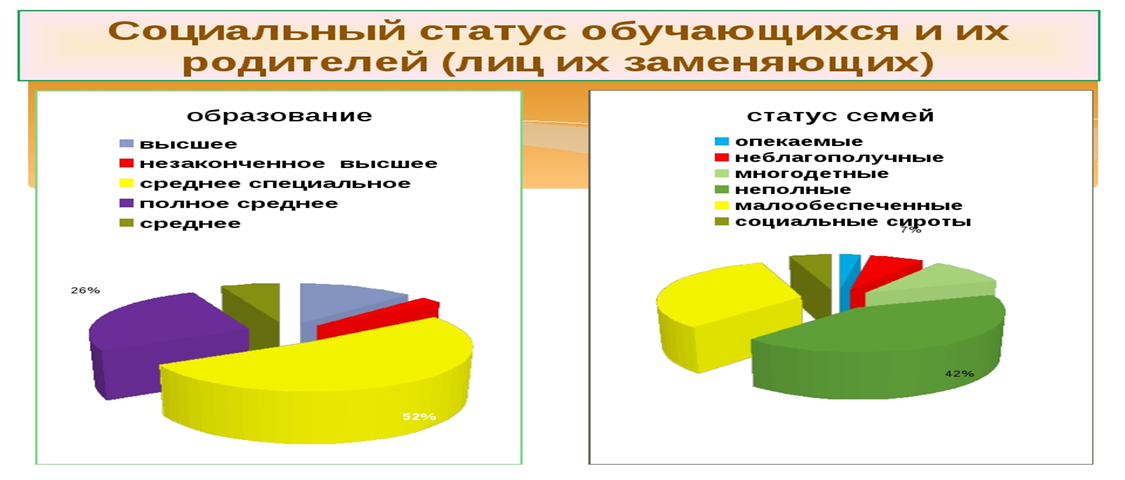 Социальный статус обучающихся и их
родителей (лиц их заменяющих)
образование
высшее
незаконченное высшее
среднее специальное
полное среднее
среднее
26%
52%
статус семей
опекаемые
неблагополучные
многодетные
неполные
малообеспеченные
социальные сироты
7%
42%